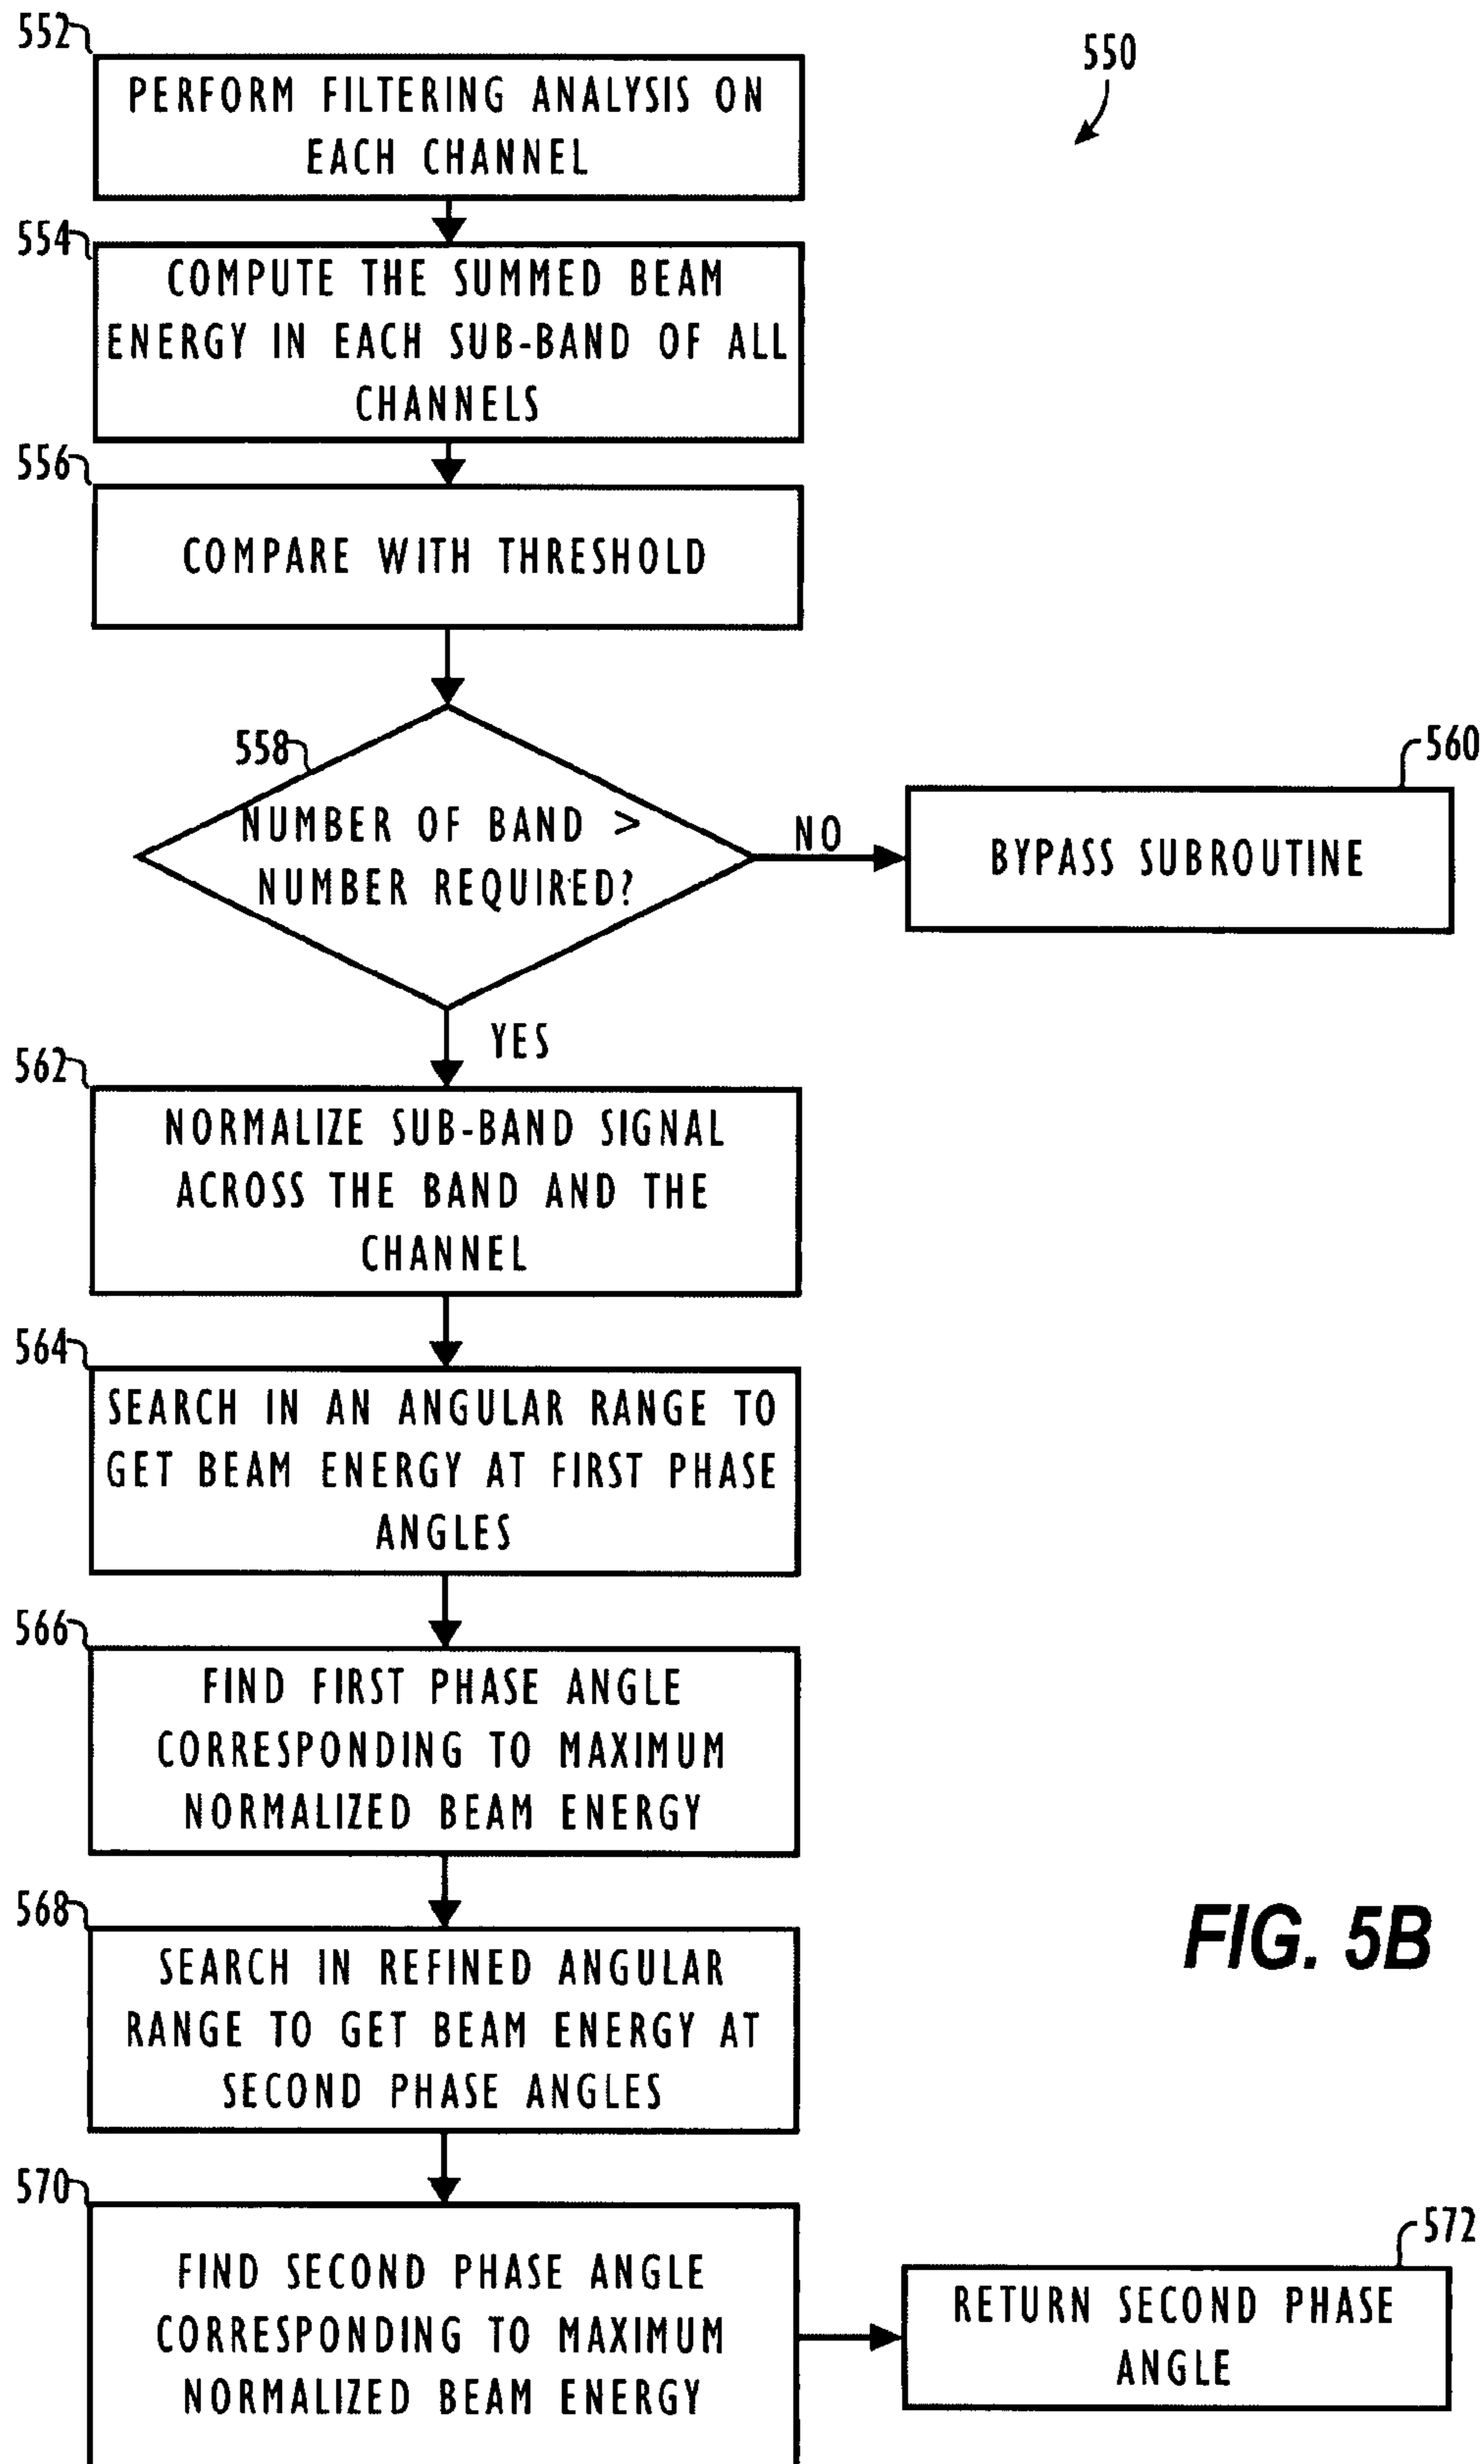 552
550
PERFORM FILTERING ANALYSIS ON
EACH CHANNEL
554
COMPUTE THE SUMMED BEAM
ENERGY IN EACH SUB-BAND OF ALL
CHANNELS
556
COMPARE WITH THRESHOLD
558
NUMBER OF BAND >
NUMBER REQUIRED?
NO
560
BYPASS SUBROUTINE
YES
562
NORMALIZE SUB-BAND SIGNAL
ACROSS THE BAND AND THE
CHANNEL
564
SEARCH IN AN ANGULAR RANGE TO
GET BEAM ENERGY AT FIRST PHASE
ANGLES
566
FIND FIRST PHASE ANGLE
CORRESPONDING TO MAXIMUM
NORMALIZED BEAM ENERGY
568
SEARCH IN REFINED ANGULAR
RANGE TO GET BEAM ENERGY AT
SECOND PHASE ANGLES
FIG. 5B
570
FIND SECOND PHASE ANGLE
CORRESPONDING TO MAXIMUM
NORMALIZED BEAM ENERGY
572
RETURN SECOND PHASE
ANGLE